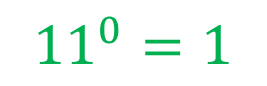 11⁰ = 1